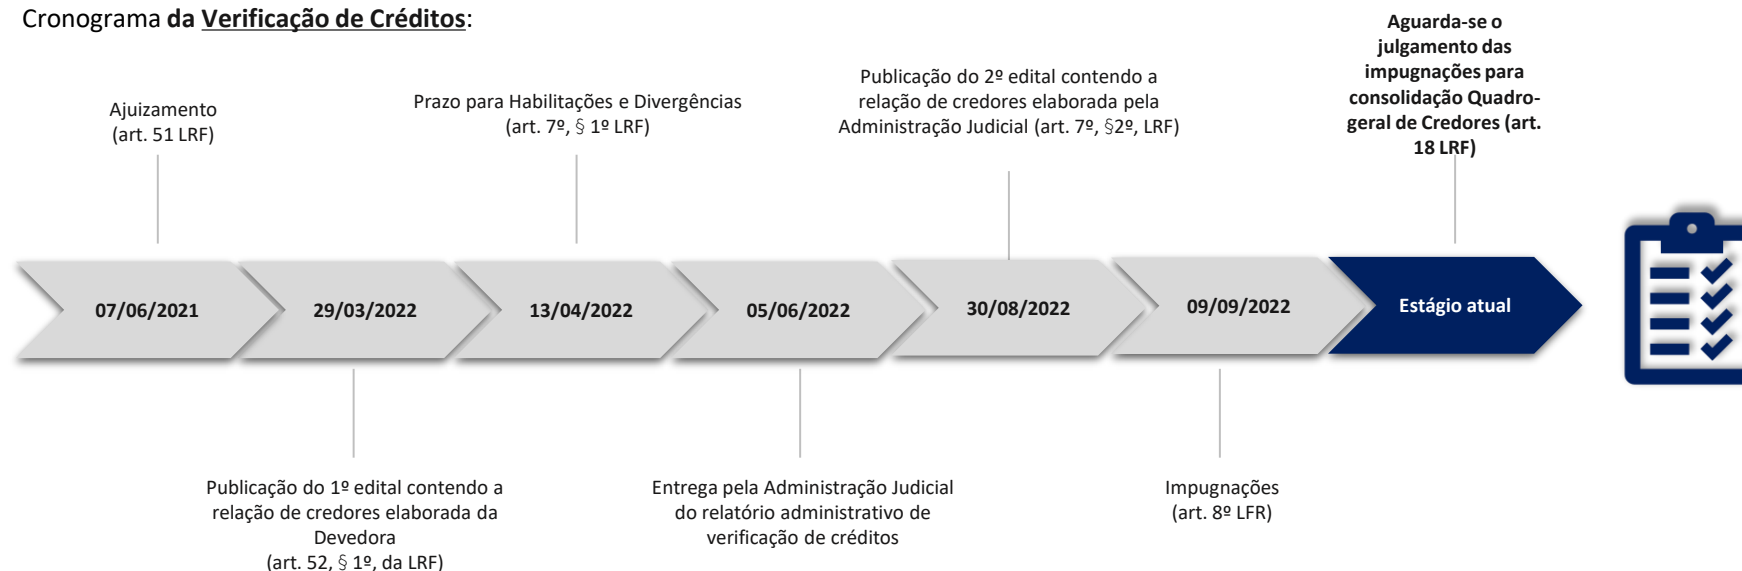 Cronograma da Verificação de Créditos:
Ajuizamento
(art. 51 LRF)
Prazo para Habilitações e Divergências
(art. 7º, § 1º LRF)
Publicação do 2º edital contendo a
relação de credores elaborada pela
Administração Judicial (art. 7º, §2º, LRF)
Aguarda-se o
julgamento das
impugnações para
consolidação Quadro-
geral de Credores (art.
18 LRF)
07/06/2021
29/03/2022
13/04/2022
05/06/2022
30/08/2022
09/09/2022
Estágio atual
Publicação do 1º edital contendo a
relação de credores elaborada da
Devedora
(art. 52, § 1º, da LRF)
Entrega pela Administração Judicial
do relatório administrativo de
verificação de créditos
Impugnações
(art. 8º LFR)